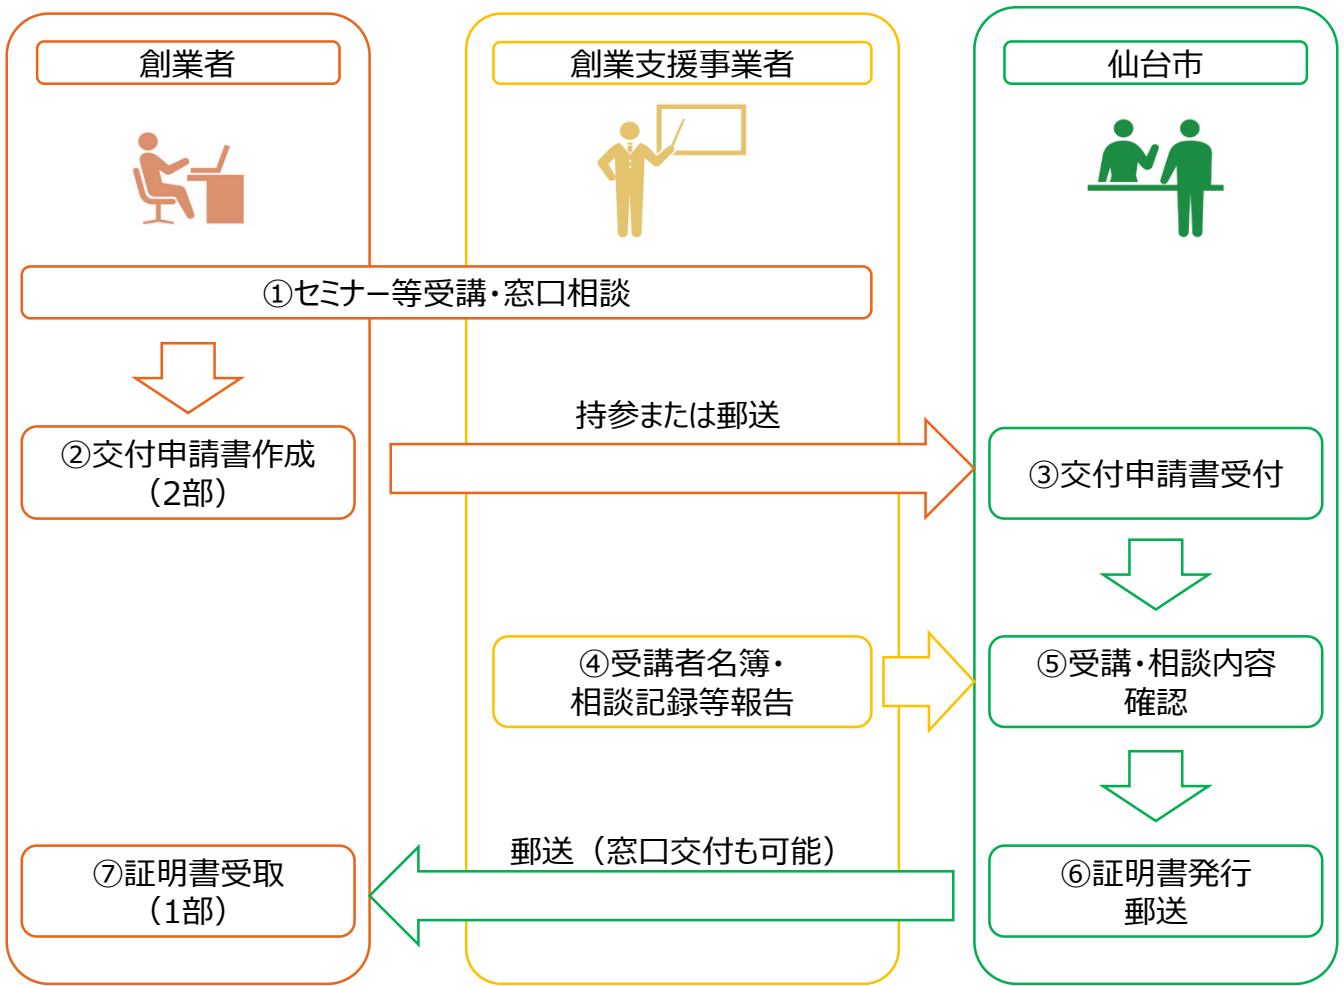 創業者
創業支援事業者
仙台市
①セミナー等受講・窓口相談
持参または郵送
②交付申請書作成
（2部）
③交付申請書受付
④受講者名簿・
相談記録等報告
⑤受講・相談内容
確認
郵送（窓口交付も可能）
⑥証明書発行
郵送
⑦証明書受取
（1部）